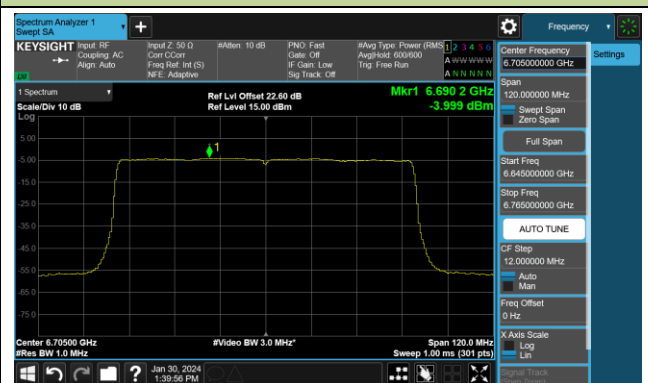 Spectrum Analyzer 1
Swept SA
Frequency
KEYSIGHT
Input: RF
Coupling: AC
Align: Auto
Input Z: 50 Ω
Corr CCorr
Freq Ref: Int (S)
NFE: Adaptive
#Atten: 10 dB
PNO: Fast
Gate: Off
IF Gain: Low
Sig Track: Off
#Avg Type: Power (RMS
Avg|Hold: 600/600
Trig: Free Run
1 2 3 4 5 6
A W W W W W
A N N N N N
LXI
1 Spectrum
Scale/Div 10 dB
Log
Ref Lvl Offset 22.60 dB
Ref Level 15.00 dBm
Mkr1 6.690 2 GHz
-3.999 dBm
1
5.00
-5.00
-15.0
-25.0
-35.0
-45.0
-55.0
-65.0
-75.0
Center 6.70500 GHz
#Res BW 1.0 MHz
#Video BW 3.0 MHz*
Span 120.0 MHz
Sweep 1.00 ms (301 pts)
Jan 30, 2024
1:39:56 PM
Center Frequency
6.705000000 GHz
Settings
Span
120.000000 MHz
Swept Span
Zero Span
Full Span
Start Freq
6.645000000 GHz
Stop Freq
6.765000000 GHz
AUTO TUNE
CF Step
12.000000 MHz
Auto
Man
Freq Offset
0 Hz
X Axis Scale
Log
Lin
Signal Track